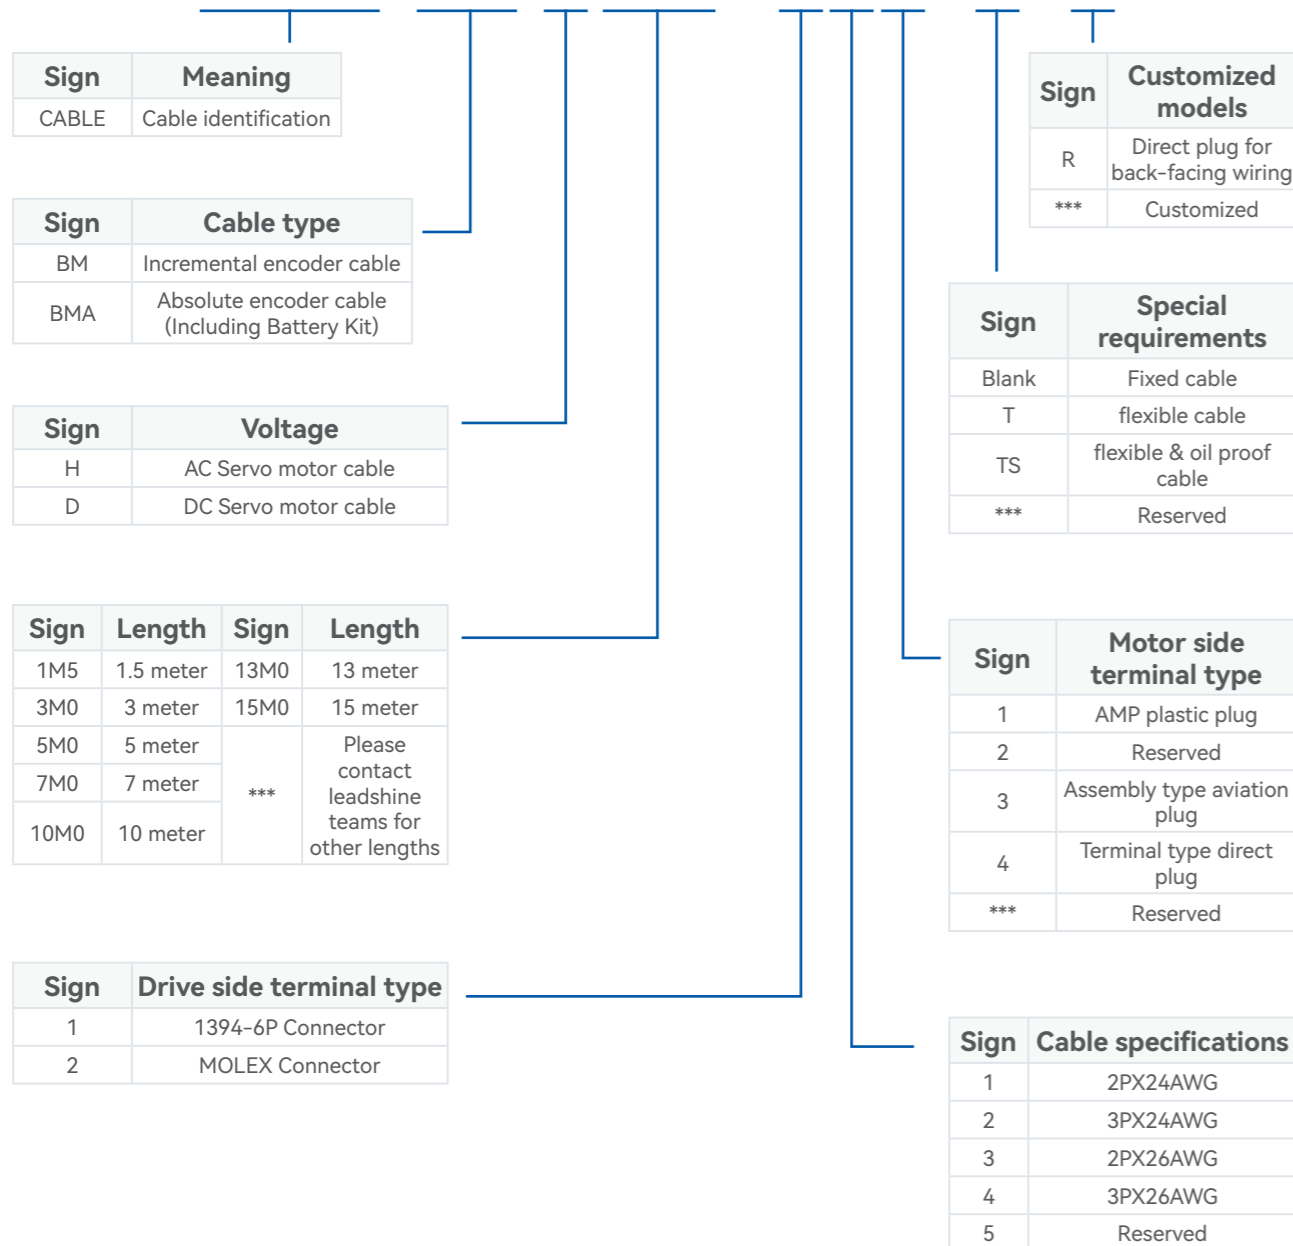 Sign Meaning
CABLE Cable identification
Sign Cable type
BM Incremental encoder cable
BMA Absolute encoder cable
(Including Battery Kit)
Sign Voltage
H AC Servo motor cable
D DC Servo motor cable
Sign Length Sign Length
1M5 1.5 meter 13M0 13 meter
3M0 3 meter 15M0 15 meter
5M0 5 meter
7M0 7 meter
10M0 10 meter
*** Please
contact
leadshine
teams for
other lengths
Sign Drive side terminal type
1 1394-6P Connector
2 MOLEX Connector
Sign Customized
models
R Direct plug for
back-facing wiring
*** Customized
Sign Special
requirements
Blank Fixed cable
T flexible cable
TS flexible & oil proof
cable
*** Reserved
Sign Motor side
terminal type
1 AMP plastic plug
2 Reserved
3 Assembly type aviation
plug
4 Terminal type direct
plug
*** Reserved
Sign Cable specifications
1 2PX24AWG
2 3PX24AWG
3 2PX26AWG
4 3PX26AWG
5 Reserved